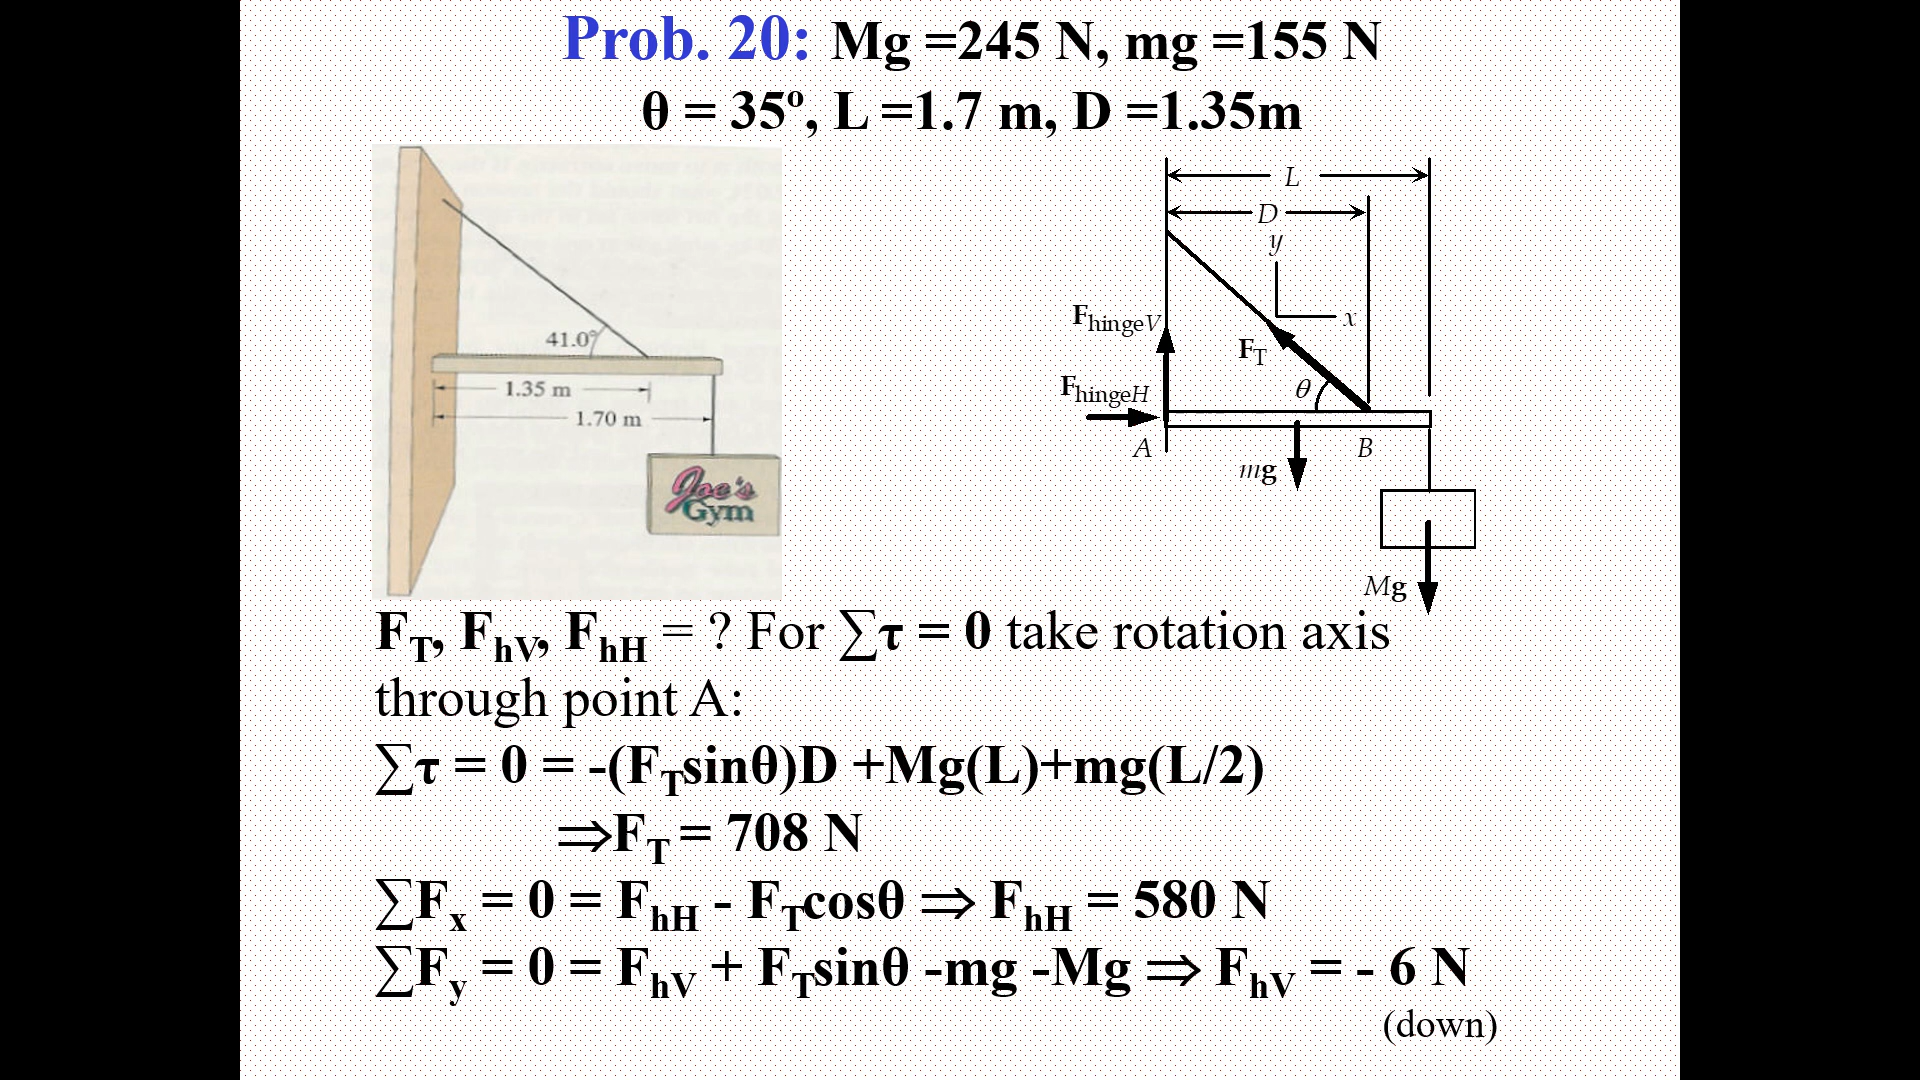 Prob. 20: Mg =245 N, mg =155 N
θ = 35º, L =1.7 m, D =1.35m
41.0°
1.35 m
1.70 m
Joe's
Gym
L
D
y
x
FhingeV
FT
FhingeH
θ
A
B
mg
Mg
FT, FhV, FhH = ? For ∑τ = 0 take rotation axis
through point A:
∑τ = 0 = -(FTsinθ)D +Mg(L)+mg(L/2)
⇒FT = 708 N
∑Fx = 0 = FhH - FTcosθ ⇒ FhH = 580 N
∑Fy = 0 = FhV + FTsinθ -mg -Mg ⇒ FhV = - 6 N
(down)